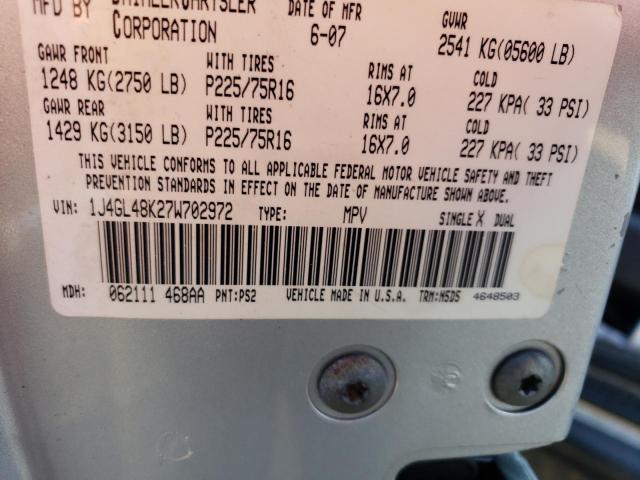 MFD BY DAIMLERCHRYSLER CORPORATION
DATE OF MFR 6-07
GVWR 2541 KG(05600 LB)
GAWR FRONT WITH TIRES RIMS AT COLD
1248 KG(2750 LB) P225/75R16 16X7.0 227 KPA( 33 PSI)
GAWR REAR WITH TIRES RIMS AT COLD
1429 KG(3150 LB) P225/75R16 16X7.0 227 KPA( 33 PSI)
THIS VEHICLE CONFORMS TO ALL APPLICABLE FEDERAL MOTOR VEHICLE SAFETY AND THEFT
PREVENTION STANDARDS IN EFFECT ON THE DATE OF MANUFACTURE SHOWN ABOVE.
VIN: 1J4GL48K27W702972 TYPE: MPV SINGLE X DUAL
MDH: 062111 468AA PNT:PS2 VEHICLE MADE IN U.S.A. TRM:M5D5 4648503